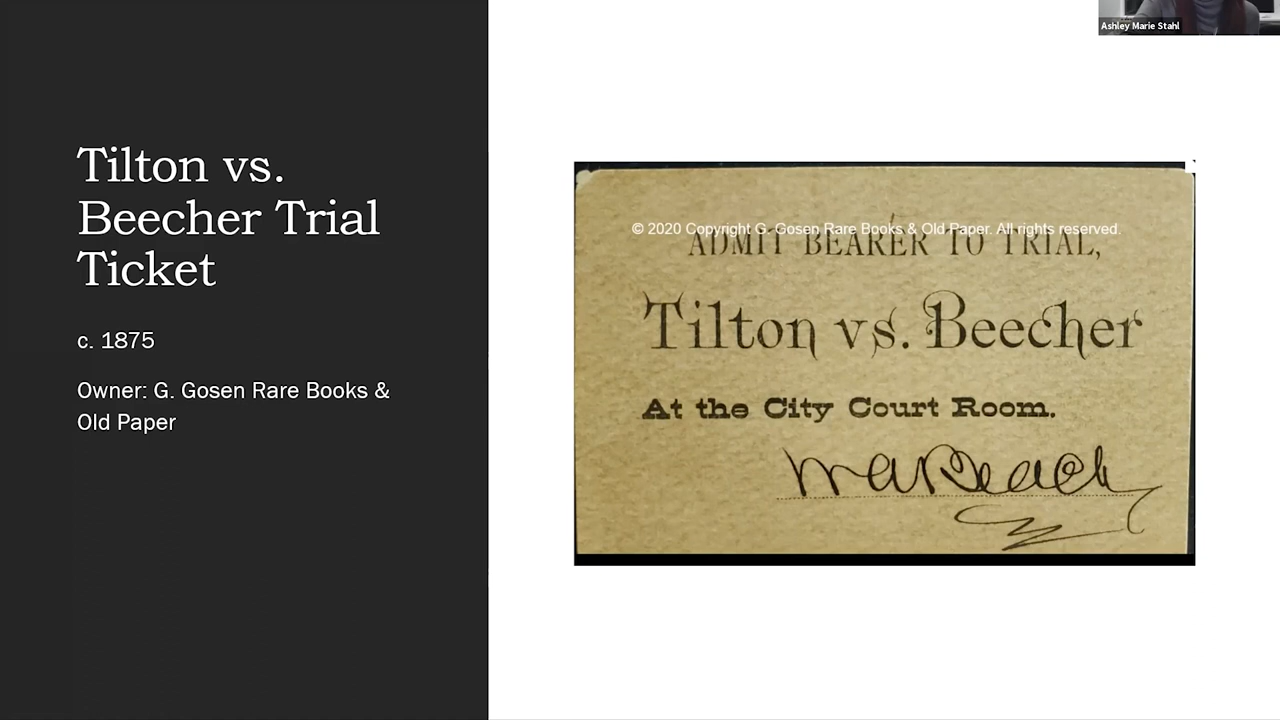 Ashley Marie Stahl
Tilton vs.
Beecher Trial
Ticket
c. 1875
Owner: G. Gosen Rare Books &
Old Paper
© 2020 Copyright G. Gosen Rare Books & Old Paper. All rights reserved.
ADMIT BEARER TO TRIAL,
Tilton vs. Beecher
At the City Court Room.
WABeach